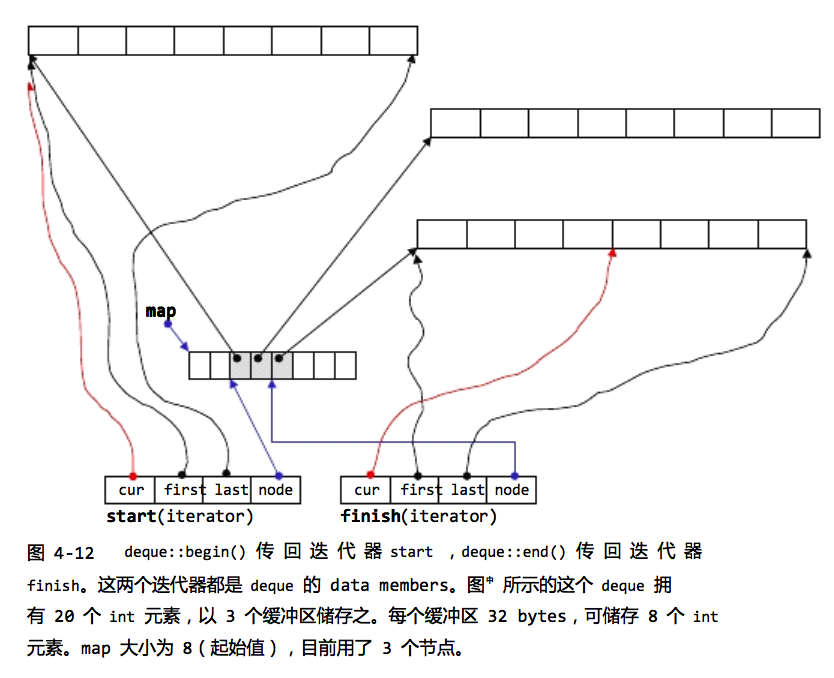 map
cur first last node cur first last node
start(iterator) finish(iterator)
图 4-12 deque::begin() 传 回 迭 代 器 start ，deque::end() 传 回 迭 代 器
finish。这两个迭代器都是 deque 的 data members。图中 所示的这个 deque 拥
有 20 个 int 元素，以 3 个缓冲区储存之。每个缓冲区 32 bytes，可储存 8 个 int
元素。map 大小为 8（起始值），目前用了 3 个节点。